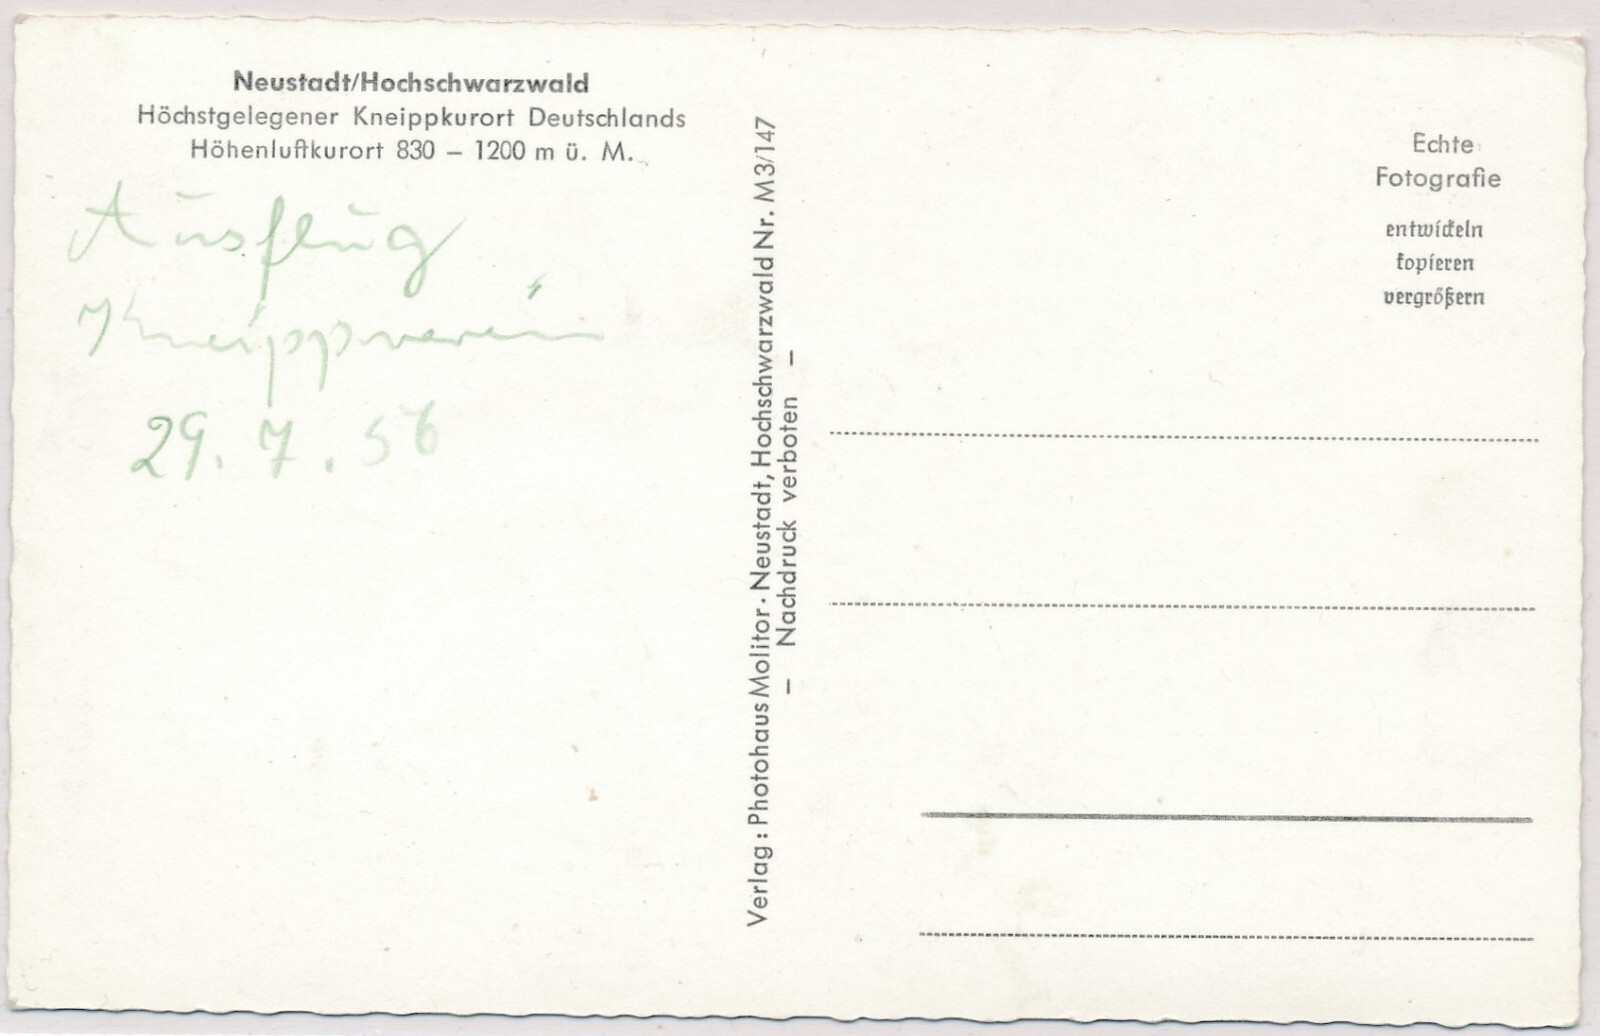 Neustadt/Hochschwarzwald
Höchstgelegener Kneippkurort Deutschlands
Höhenluftkurort 830 – 1200 m ü. M.
Ausflug
Kneippverein
29. 7. 56
Verlag : Photohaus Molitor · Neustadt, Hochschwarzwald Nr. M3/147
– Nachdruck verboten –
Echte
Fotografie
entwickeln
kopieren
vergrößern